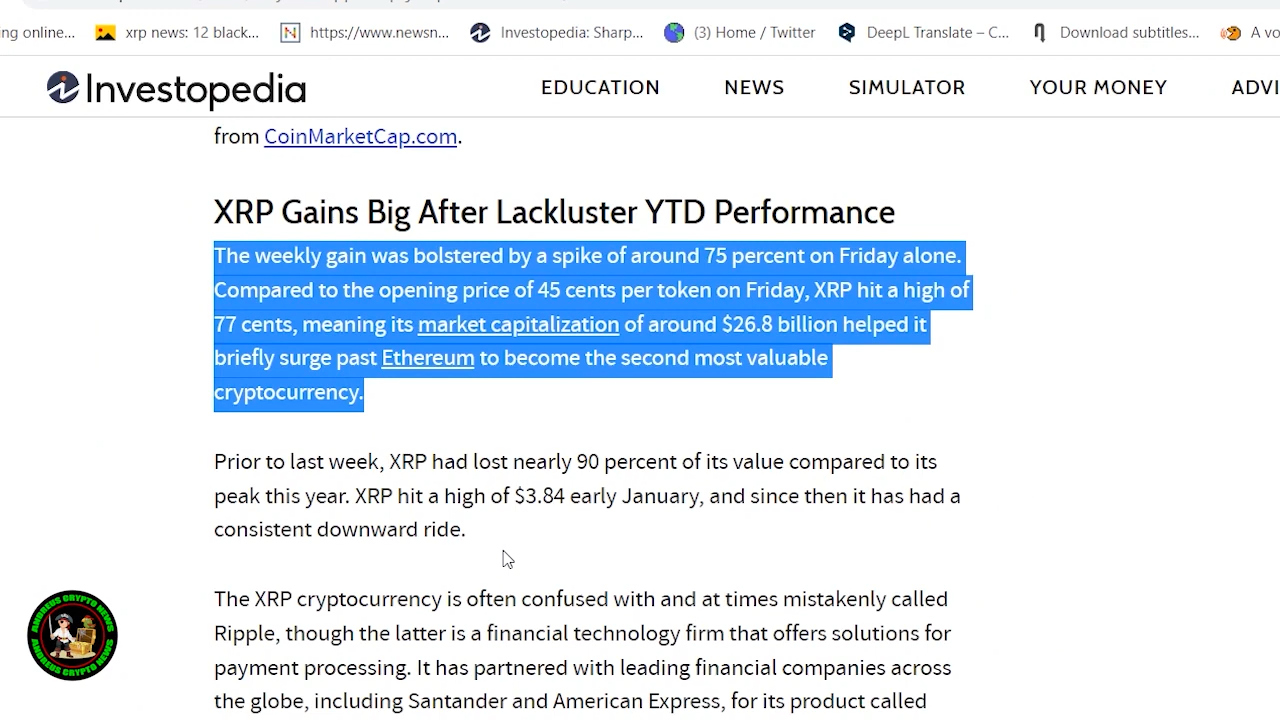 ng online...
xrp news: 12 black...
https://www.newsn...
Investopedia: Sharp...
(3) Home / Twitter
DeepL Translate – C...
Download subtitles...
A vo
Investopedia
EDUCATION
NEWS
SIMULATOR
YOUR MONEY
ADVI
from CoinMarketCap.com.
XRP Gains Big After Lackluster YTD Performance
The weekly gain was bolstered by a spike of around 75 percent on Friday alone.
Compared to the opening price of 45 cents per token on Friday, XRP hit a high of
77 cents, meaning its market capitalization of around $26.8 billion helped it
briefly surge past Ethereum to become the second most valuable
cryptocurrency.
Prior to last week, XRP had lost nearly 90 percent of its value compared to its
peak this year. XRP hit a high of $3.84 early January, and since then it has had a
consistent downward ride.
The XRP cryptocurrency is often confused with and at times mistakenly called
Ripple, though the latter is a financial technology firm that offers solutions for
payment processing. It has partnered with leading financial companies across
the globe, including Santander and American Express, for its product called
ANDREUS CRYPTO NEWS
ANDREUS CRYPTO NEWS